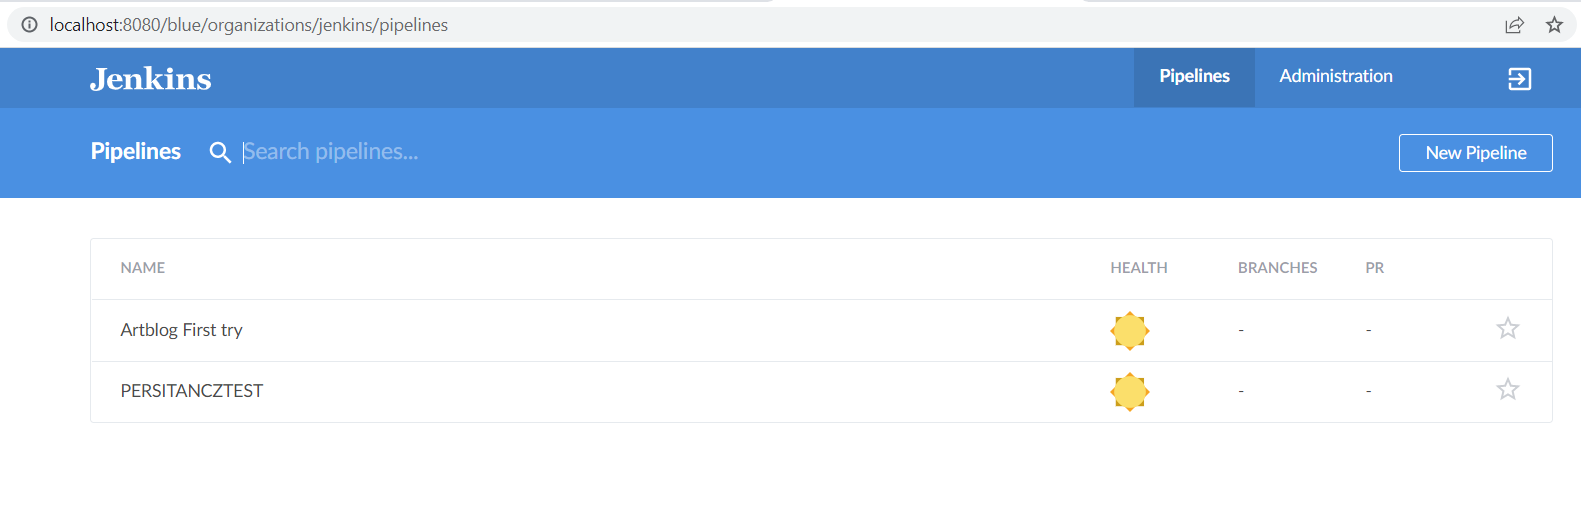 localhost:8080/blue/organizations/jenkins/pipelines
Jenkins Pipelines Administration
Pipelines Search pipelines... New Pipeline
NAME HEALTH BRANCHES PR
Artblog First try - -
PERSITANCZTEST - -